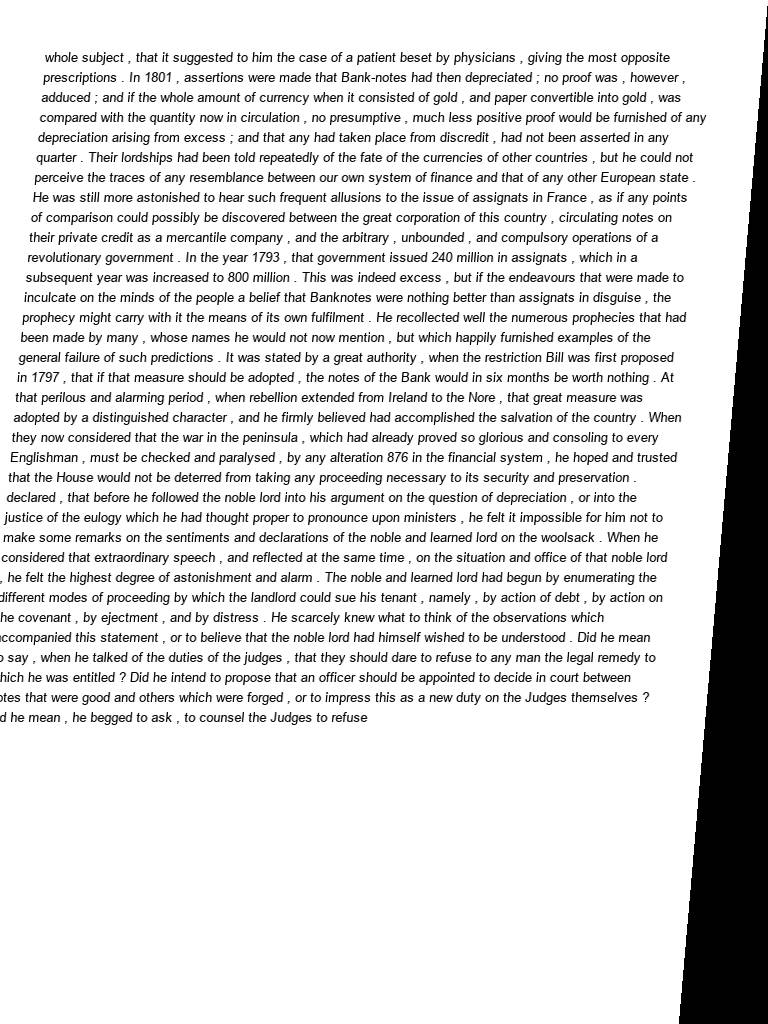 whole subject , that it suggested to him the case of a patient beset by physicians , giving the most opposite
prescriptions . In 1801 , assertions were made that Bank-notes had then depreciated ; no proof was , however ,
adduced ; and if the whole amount of currency when it consisted of gold , and paper convertible into gold , was
compared with the quantity now in circulation , no presumptive , much less positive proof would be furnished of any
depreciation arising from excess ; and that any had taken place from discredit , had not been asserted in any
quarter . Their lordships had been told repeatedly of the fate of the currencies of other countries , but he could not
perceive the traces of any resemblance between our own system of finance and that of any other European state .
He was still more astonished to hear such frequent allusions to the issue of assignats in France , as if any points
of comparison could possibly be discovered between the great corporation of this country , circulating notes on
their private credit as a mercantile company , and the arbitrary , unbounded , and compulsory operations of a
revolutionary government . In the year 1793 , that government issued 240 million in assignats , which in a
subsequent year was increased to 800 million . This was indeed excess , but if the endeavours that were made to
inculcate on the minds of the people a belief that Banknotes were nothing better than assignats in disguise , the
prophecy might carry with it the means of its own fulfilment . He recollected well the numerous prophecies that had
been made by many , whose names he would not now mention , but which happily furnished examples of the
general failure of such predictions . It was stated by a great authority , when the restriction Bill was first proposed
in 1797 , that if that measure should be adopted , the notes of the Bank would in six months be worth nothing . At
that perilous and alarming period , when rebellion extended from Ireland to the Nore , that great measure was
adopted by a distinguished character , and he firmly believed had accomplished the salvation of the country . When
they now considered that the war in the peninsula , which had already proved so glorious and consoling to every
Englishman , must be checked and paralysed , by any alteration 876 in the financial system , he hoped and trusted
that the House would not be deterred from taking any proceeding necessary to its security and preservation .
declared , that before he followed the noble lord into his argument on the question of depreciation , or into the
justice of the eulogy which he had thought proper to pronounce upon ministers , he felt it impossible for him not to
make some remarks on the sentiments and declarations of the noble and learned lord on the woolsack . When he
considered that extraordinary speech , and reflected at the same time , on the situation and office of that noble lord
, he felt the highest degree of astonishment and alarm . The noble and learned lord had begun by enumerating the
different modes of proceeding by which the landlord could sue his tenant , namely , by action of debt , by action on
he covenant , by ejectment , and by distress . He scarcely knew what to think of the observations which
accompanied this statement , or to believe that the noble lord had himself wished to be understood . Did he mean
o say , when he talked of the duties of the judges , that they should dare to refuse to any man the legal remedy to
hich he was entitled ? Did he intend to propose that an officer should be appointed to decide in court between
otes that were good and others which were forged , or to impress this as a new duty on the Judges themselves ?
d he mean , he begged to ask , to counsel the Judges to refuse